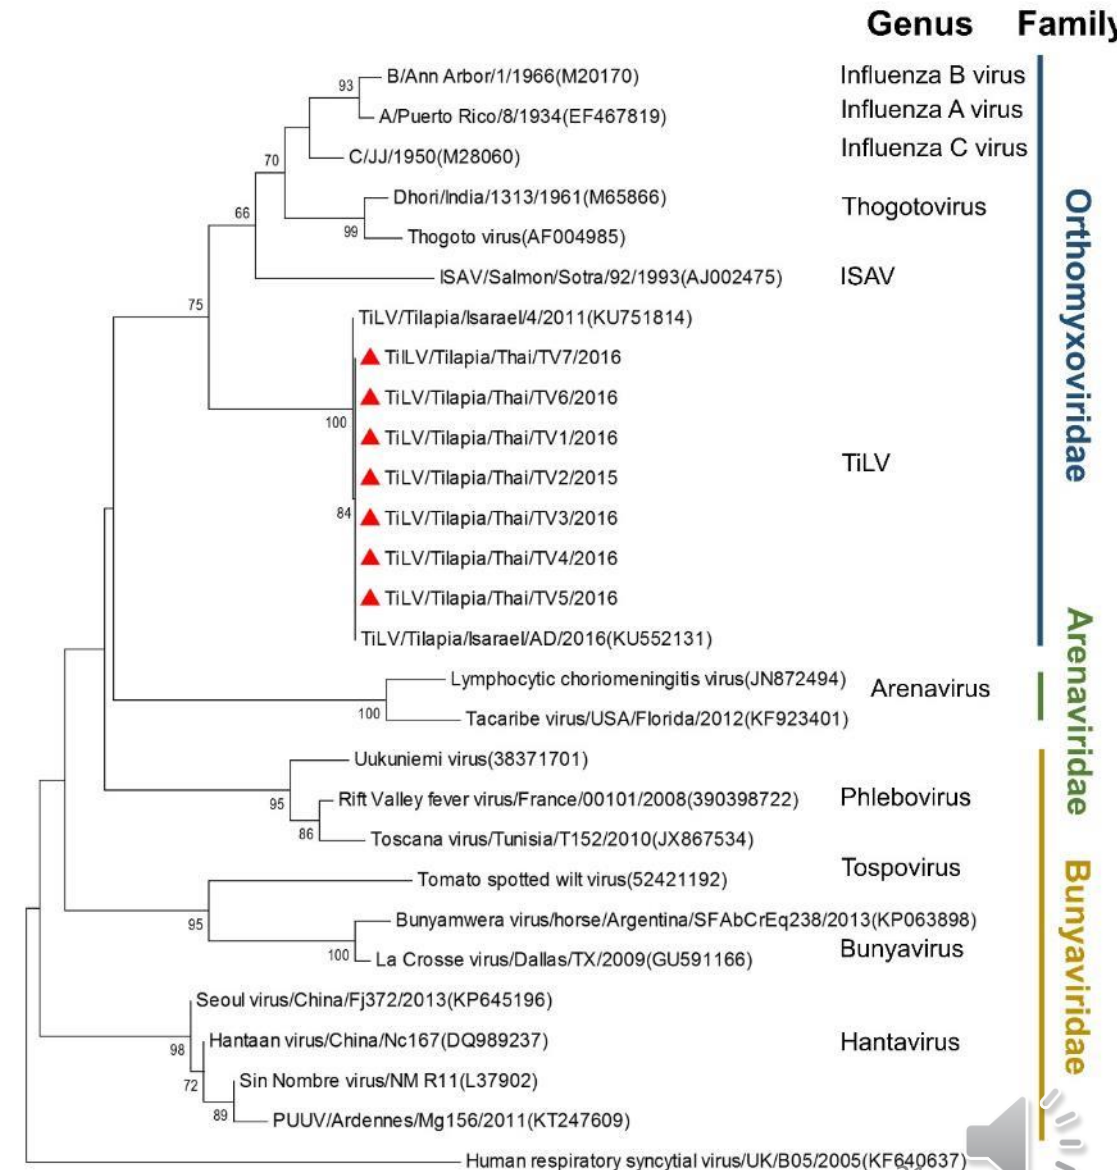 Genus Family
B/Ann Arbor/1/1966(M20170)
Influenza B virus
93
A/Puerto Rico/8/1934(EF467819)
Influenza A virus
C/JJ/1950(M28060)
Influenza C virus
70
Dhori/India/1313/1961(M65866)
Thogotovirus
66
99
Thogoto virus(AF004985)
ISAV/Salmon/Sotra/92/1993(AJ002475)
ISAV
75
TiLV/Tilapia/Isarael/4/2011(KU751814)
TilLV/Tilapia/Thai/TV7/2016
TiLV/Tilapia/Thai/TV6/2016
100
TiLV/Tilapia/Thai/TV1/2016
TiLV
TiLV/Tilapia/Thai/TV2/2015
84
TiLV/Tilapia/Thai/TV3/2016
TiLV/Tilapia/Thai/TV4/2016
TiLV/Tilapia/Thai/TV5/2016
TiLV/Tilapia/Isarael/AD/2016(KU552131)
Orthomyxoviridae
Lymphocytic choriomeningitis virus(JN872494)
Arenavirus
100
Tacaribe virus/USA/Florida/2012(KF923401)
Arenaviridae
Uukuniemi virus(38371701)
95
Rift Valley fever virus/France/00101/2008(390398722)
Phlebovirus
86
Toscana virus/Tunisia/T152/2010(JX867534)
Tospovirus
Tomato spotted wilt virus(52421192)
95
Bunyamwera virus/horse/Argentina/SFAbCrEq238/2013(KP063898)
Bunyavirus
100
La Crosse virus/Dallas/TX/2009(GU591166)
Seoul virus/China/Fj372/2013(KP645196)
98
Hantaan virus/China/Nc167(DQ989237)
Hantavirus
72
Sin Nombre virus/NM R11(L37902)
89
PUUV/Ardennes/Mg156/2011(KT247609)
Bunyaviridae
Human respiratory syncytial virus/UK/B05/2005(KF640637)